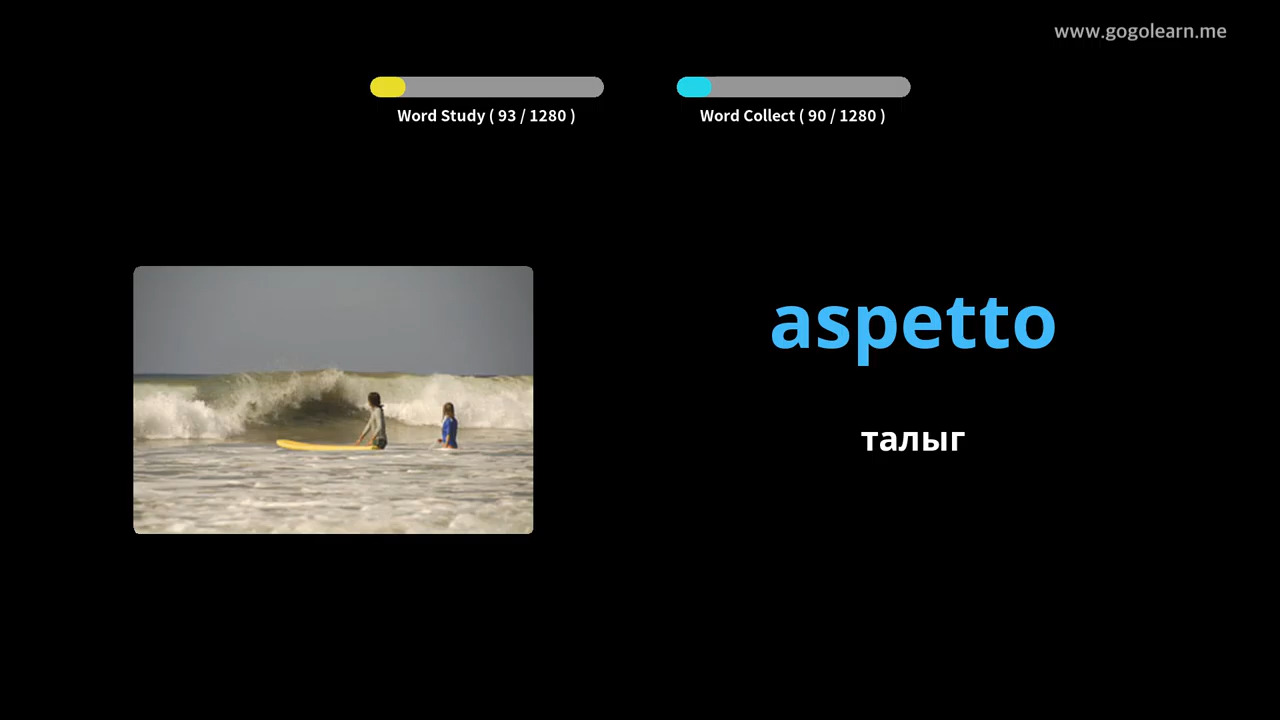 www.gogolearn.me
Word Study ( 93 / 1280 )
Word Collect ( 90 / 1280 )
aspetto
талыг